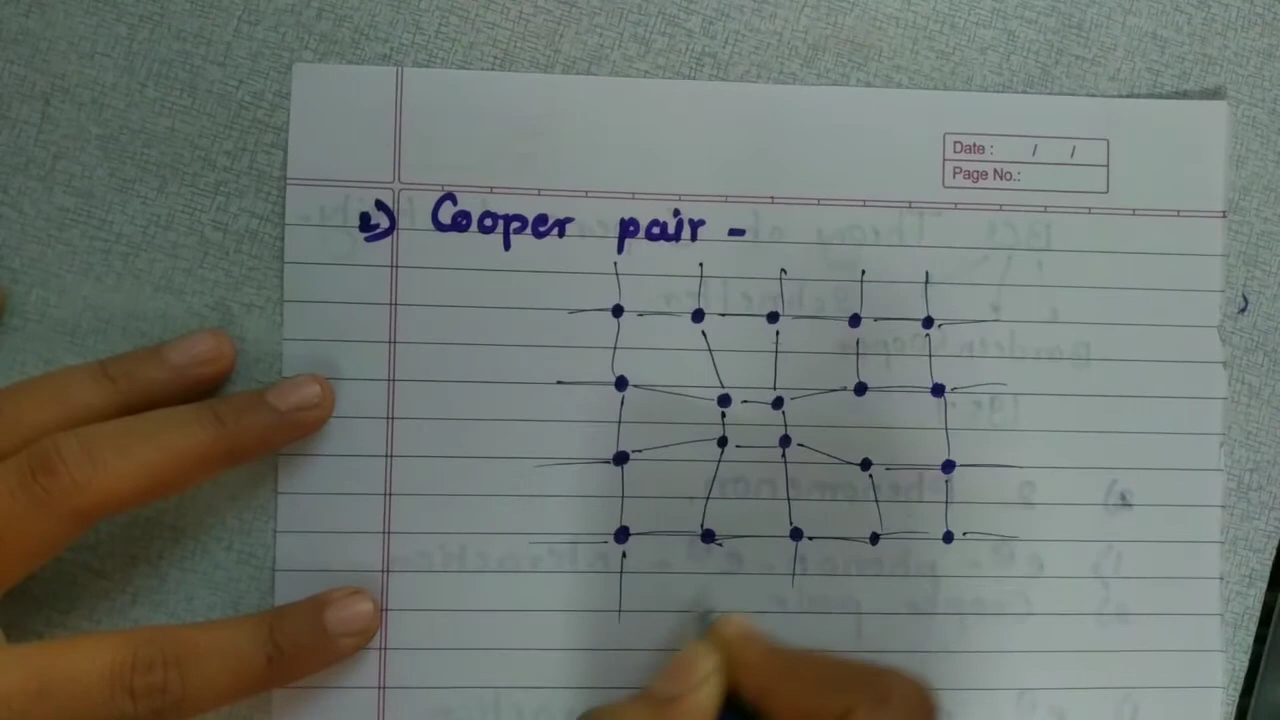 Date : / /
Page No.:
2) Cooper pair -